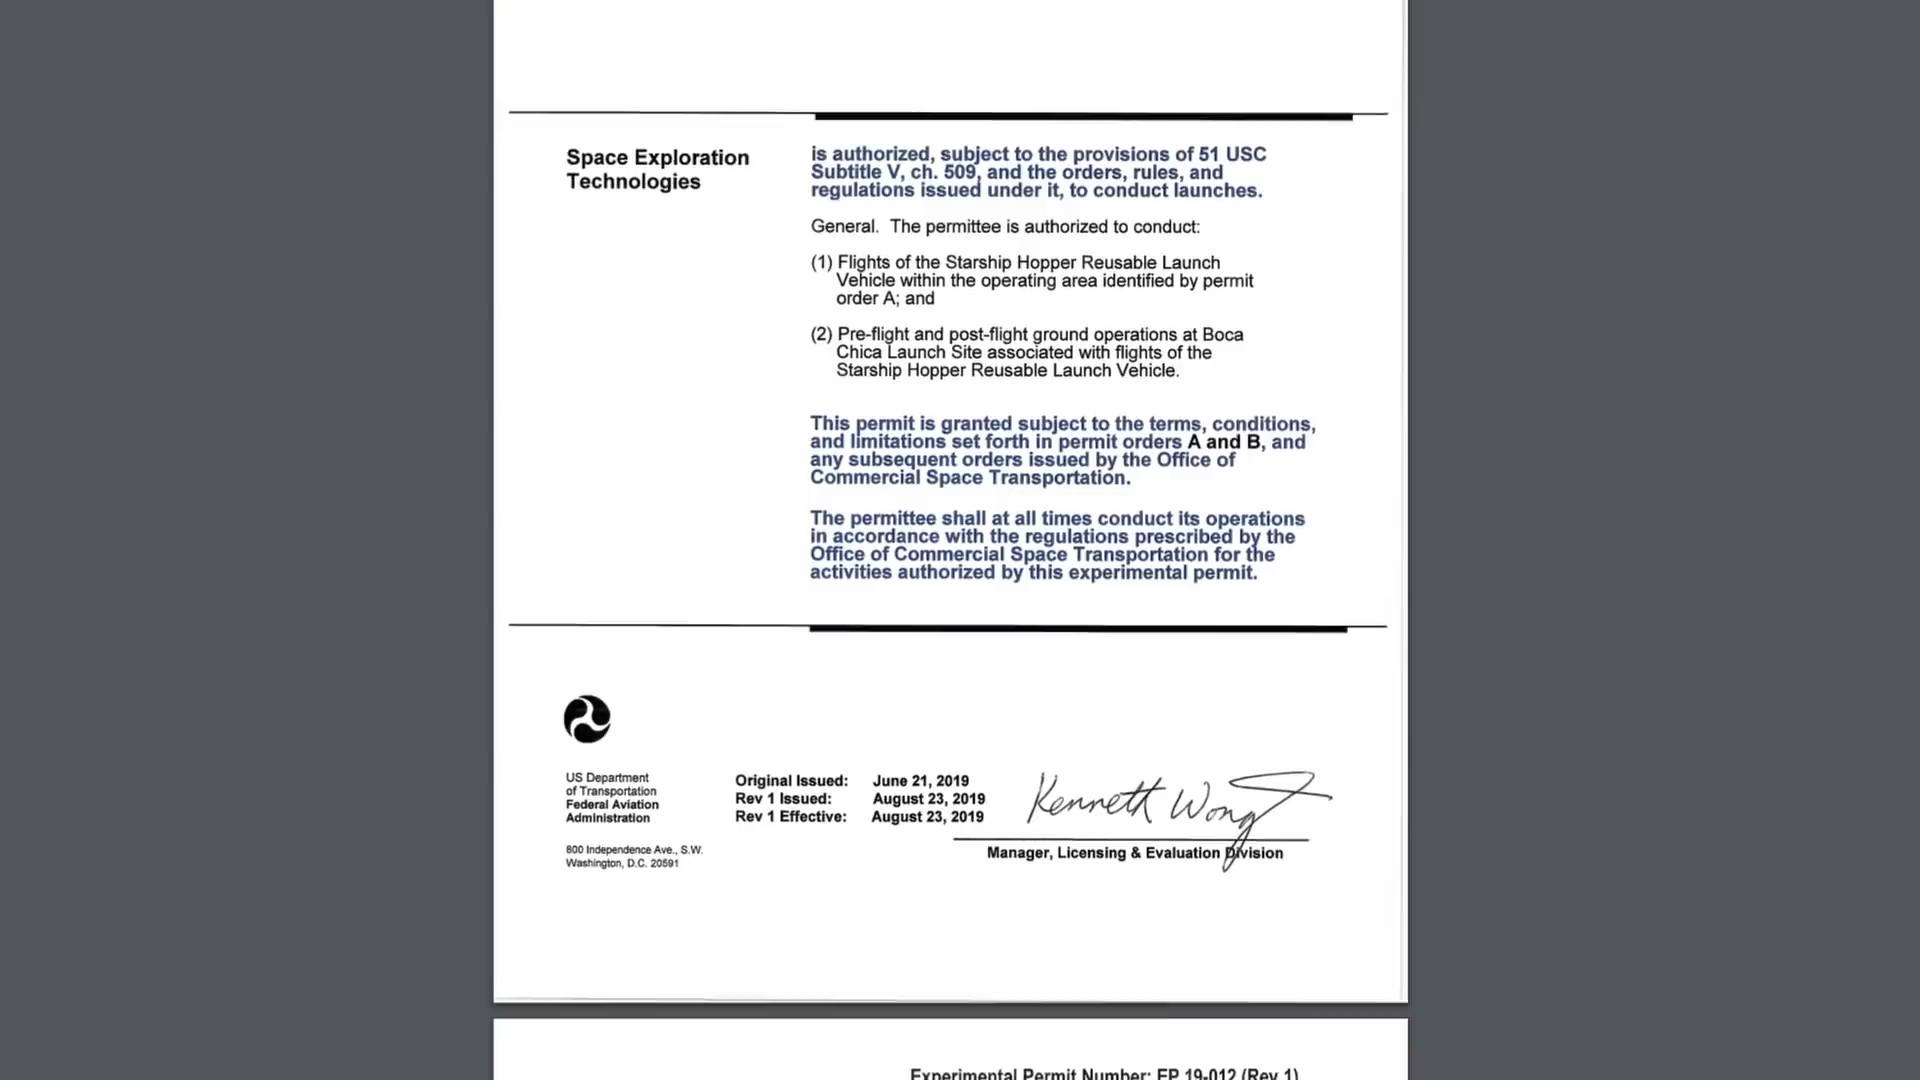 Space Exploration
Technologies
is authorized, subject to the provisions of 51 USC
Subtitle V, ch. 509, and the orders, rules, and
regulations issued under it, to conduct launches.
General. The permittee is authorized to conduct:
(1) Flights of the Starship Hopper Reusable Launch
Vehicle within the operating area identified by permit
order A; and
(2) Pre-flight and post-flight ground operations at Boca
Chica Launch Site associated with flights of the
Starship Hopper Reusable Launch Vehicle.
This permit is granted subject to the terms, conditions,
and limitations set forth in permit orders A and B, and
any subsequent orders issued by the Office of
Commercial Space Transportation.
The permittee shall at all times conduct its operations
in accordance with the regulations prescribed by the
Office of Commercial Space Transportation for the
activities authorized by this experimental permit.
US Department
of Transportation
Federal Aviation
Administration
800 Independence Ave., S.W.
Washington, D.C. 20591
Original Issued: June 21, 2019
Rev 1 Issued: August 23, 2019
Rev 1 Effective: August 23, 2019
Kenneth Wong
Manager, Licensing & Evaluation Division
Experimental Permit Number: EP 19-012 (Rev 1)